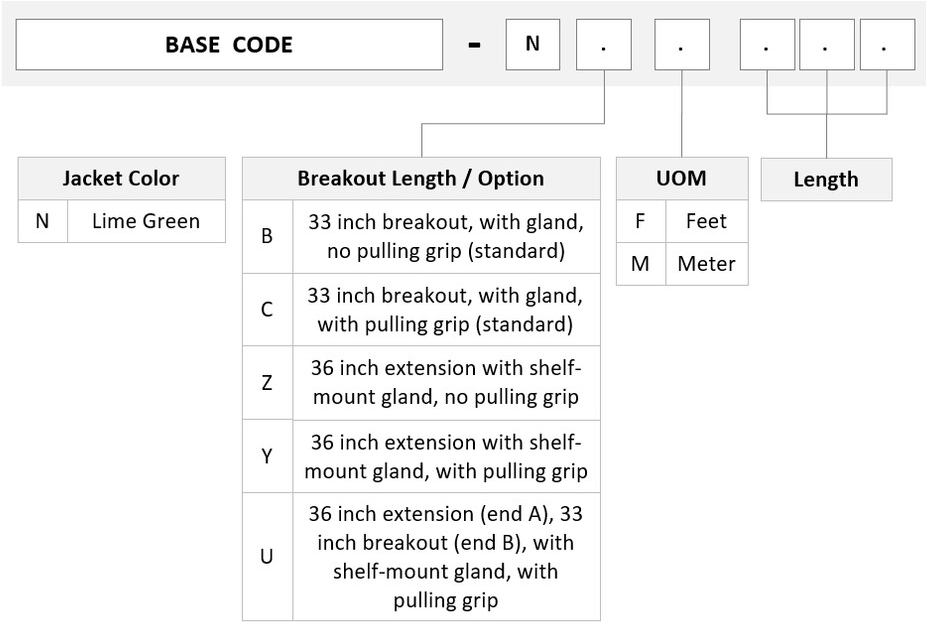 BASE CODE - N . . . . .
Jacket Color
N Lime Green
Breakout Length / Option
B 33 inch breakout, with gland,
no pulling grip (standard)
C 33 inch breakout, with gland,
with pulling grip (standard)
Z 36 inch extension with shelf-
mount gland, no pulling grip
Y 36 inch extension with shelf-
mount gland, with pulling grip
U 36 inch extension (end A), 33
inch breakout (end B), with
shelf-mount gland, with
pulling grip
UOM
F Feet
M Meter
Length